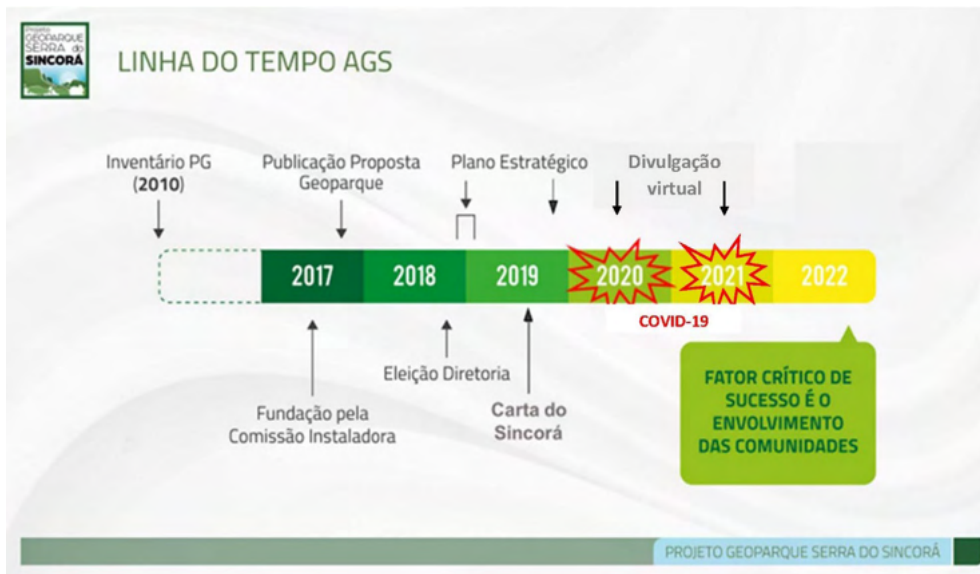 Projeto
GEOPARQUE
SERRA do
SINCORÁ
LINHA DO TEMPO AGS
Inventário PG
(2010)
Publicação Proposta
Geoparque
Plano Estratégico
Divulgação
virtual
2017
2018
2019
2020
2021
2022
COVID-19
Fundação pela
Comissão Instaladora
Eleição Diretoria
Carta do
Sincorá
FATOR CRÍTICO DE
SUCESSO É O
ENVOLVIMENTO
DAS COMUNIDADES
PROJETO GEOPARQUE SERRA DO SINCORÁ